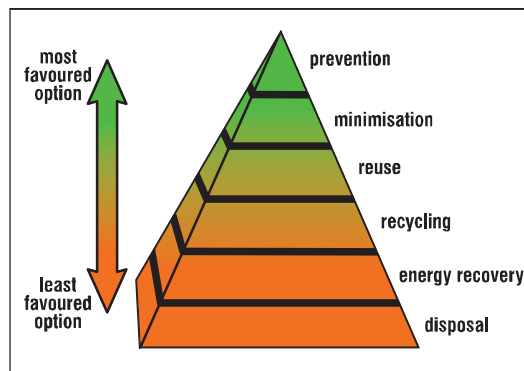 most
favoured
option
prevention
minimisation
reuse
recycling
energy recovery
disposal
least
favoured
option